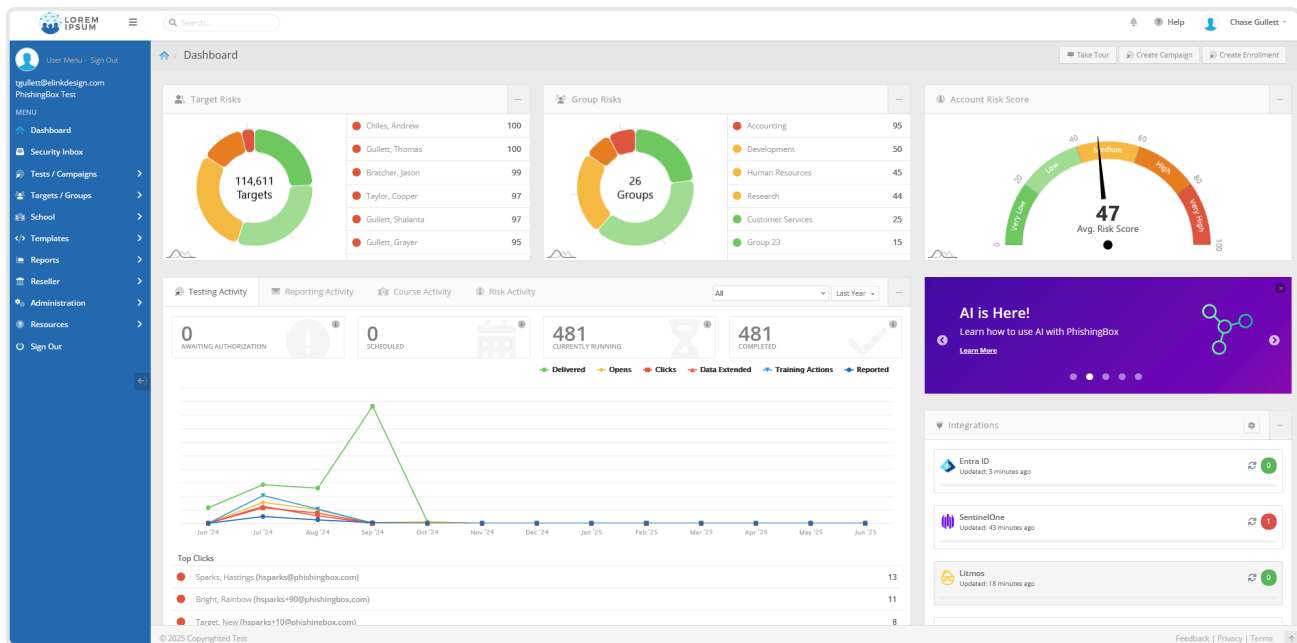 LOREM
IPSUM
Search...
Help
Chase Gullett
User Menu - Sign Out
tgullett@elinkdesign.com
PhishingBox Test
MENU
Dashboard
Security Inbox
Tests / Campaigns
Targets / Groups
School
Templates
Reports
Reseller
Administration
Resources
Sign Out
/ Dashboard
Take Tour
Create Campaign
Create Enrollment
Target Risks
114,611
Targets
Chiles, Andrew 100
Gullett, Thomas 100
Bratcher, Jason 99
Taylor, Cooper 97
Gullett, Shalanta 97
Gullett, Grayer 95
Group Risks
26
Groups
Accounting 95
Development 50
Human Resources 45
Research 44
Customer Services 25
Group 23 15
Account Risk Score
0
20
40
60
80
100
Very Low
Low
Medium
High
Very High
47
Avg. Risk Score
Testing Activity
Reporting Activity
Course Activity
Risk Activity
All
Last Year
0
AWAITING AUTHORIZATION
0
SCHEDULED
481
CURRENTLY RUNNING
481
COMPLETED
Delivered Opens Clicks Data Extended Training Actions Reported
Jun '24 Jul '24 Aug '24 Sep '24 Oct '24 Nov '24 Dec '24 Jan '25 Feb '25 Mar '25 Apr '25 May '25 Jun '25
Top Clicks
Sparks, Hastings (hsparks@phishingbox.com) 13
Bright, Rainbow (hsparks+90@phishingbox.com) 11
Target, New (hsparks+10@phishingbox.com) 8
AI is Here!
Learn how to use AI with PhishingBox
Learn More
Integrations
Entra ID
Updated: 3 minutes ago
0
SentinelOne
Updated: 43 minutes ago
1
Litmos
Updated: 18 minutes ago
0
© 2025 Copyrighted Test
Feedback | Privacy | Terms